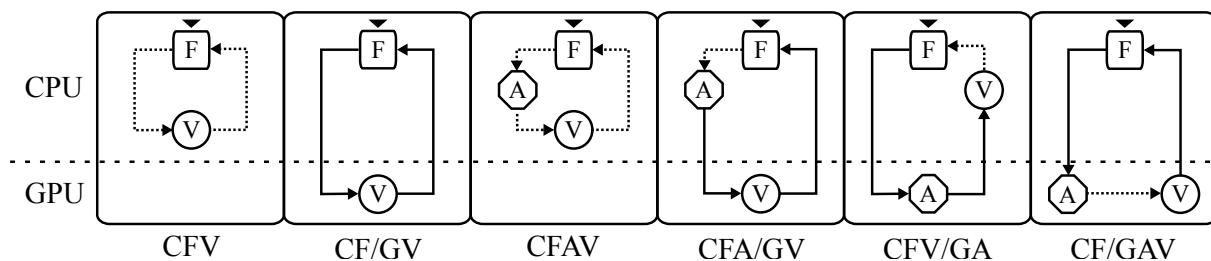 F F F F F F
CPU A A V
V V
GPU V V A A V
CFV CF/GV CFAV CFA/GV CFV/GA CF/GAV